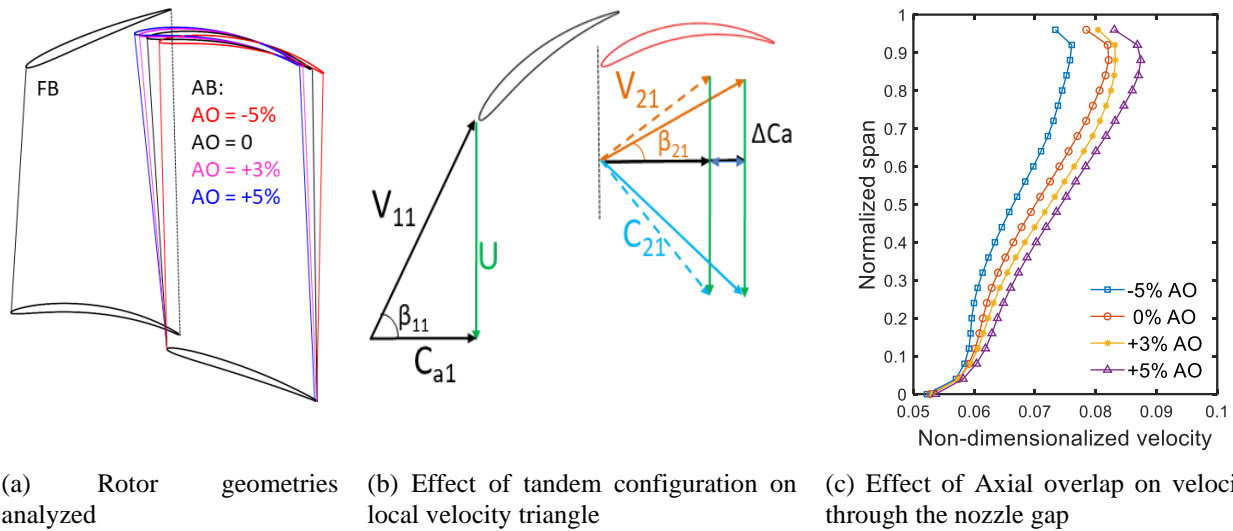 FB
AB:
AO = -5%
AO = 0
AO = +3%
AO = +5%
V11
U
β11
Ca1
V21
β21
ΔCa
C21
Normalized span
1
0.9
0.8
0.7
0.6
0.5
0.4
0.3
0.2
0.1
0
-5% AO
0% AO
+3% AO
+5% AO
0.05 0.06 0.07 0.08 0.09 0.1
Non-dimensionalized velocity
(a) Rotor geometries
analyzed
(b) Effect of tandem configuration on
local velocity triangle
(c) Effect of Axial overlap on veloci
through the nozzle gap